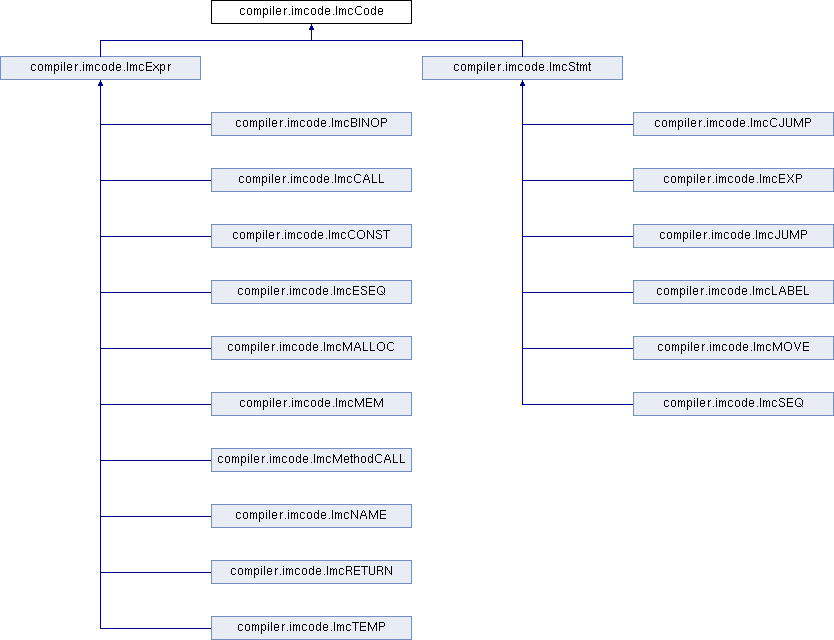 compiler.imcode.ImcCode
compiler.imcode.ImcExpr
compiler.imcode.ImcStmt
compiler.imcode.ImcBINOP
compiler.imcode.ImcCJUMP
compiler.imcode.ImcCALL
compiler.imcode.ImcEXP
compiler.imcode.ImcCONST
compiler.imcode.ImcJUMP
compiler.imcode.ImcESEQ
compiler.imcode.ImcLABEL
compiler.imcode.ImcMALLOC
compiler.imcode.ImcMOVE
compiler.imcode.ImcMEM
compiler.imcode.ImcSEQ
compiler.imcode.ImcMethodCALL
compiler.imcode.ImcNAME
compiler.imcode.ImcRETURN
compiler.imcode.ImcTEMP